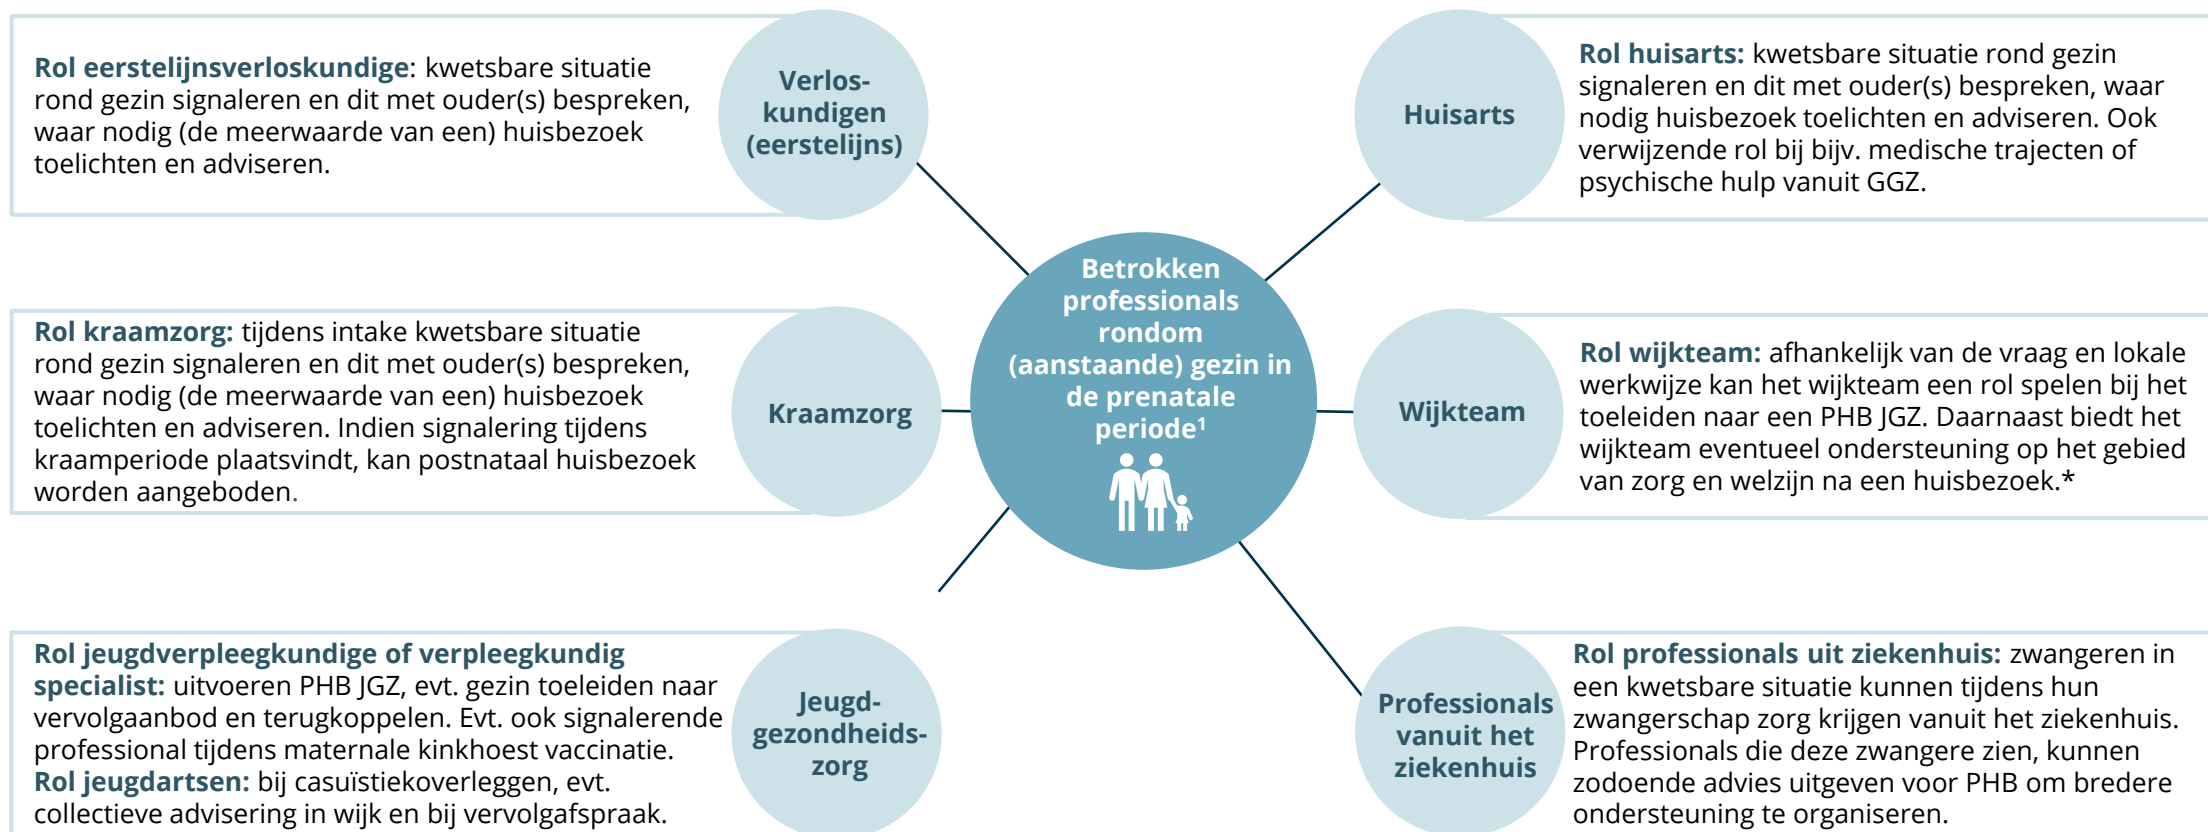 Rol eerstelijnsverloskundige: kwetsbare situatie
rond gezin signaleren en dit met ouder(s) bespreken,
waar nodig (de meerwaarde van een) huisbezoek
toelichten en adviseren.
Verlos-
kundigen
(eerstelijns)
Huisarts
Rol huisarts: kwetsbare situatie rond gezin
signaleren en dit met ouder(s) bespreken, waar
nodig huisbezoek toelichten en adviseren. Ook
verwijzende rol bij bijv. medische trajecten of
psychische hulp vanuit GGZ.
Betrokken
professionals
rondom
(aanstaande) gezin in
de prenatale
periode¹
Rol kraamzorg: tijdens intake kwetsbare situatie
rond gezin signaleren en dit met ouder(s) bespreken,
waar nodig (de meerwaarde van een) huisbezoek
toelichten en adviseren. Indien signalering tijdens
kraamperiode plaatsvindt, kan postnataal huisbezoek
worden aangeboden.
Kraamzorg
Wijkteam
Rol wijkteam: afhankelijk van de vraag en lokale
werkwijze kan het wijkteam een rol spelen bij het
toeleiden naar een PHB JGZ. Daarnaast biedt het
wijkteam eventueel ondersteuning op het gebied
van zorg en welzijn na een huisbezoek.*
Rol jeugdverpleegkundige of verpleegkundig
specialist: uitvoeren PHB JGZ, evt. gezin toeleiden naar
vervolgaanbod en terugkoppelen. Evt. ook signalerende
professional tijdens maternale kinkhoest vaccinatie.
Rol jeugdartsen: bij casuïstiekoverleggen, evt.
collectieve advisering in wijk en bij vervolgafspraak.
Jeugd-
gezondheids-
zorg
Professionals
vanuit het
ziekenhuis
Rol professionals uit ziekenhuis: zwangeren in
een kwetsbare situatie kunnen tijdens hun
zwangerschap zorg krijgen vanuit het ziekenhuis.
Professionals die deze zwangere zien, kunnen
zodoende advies uitgeven voor PHB om bredere
ondersteuning te organiseren.